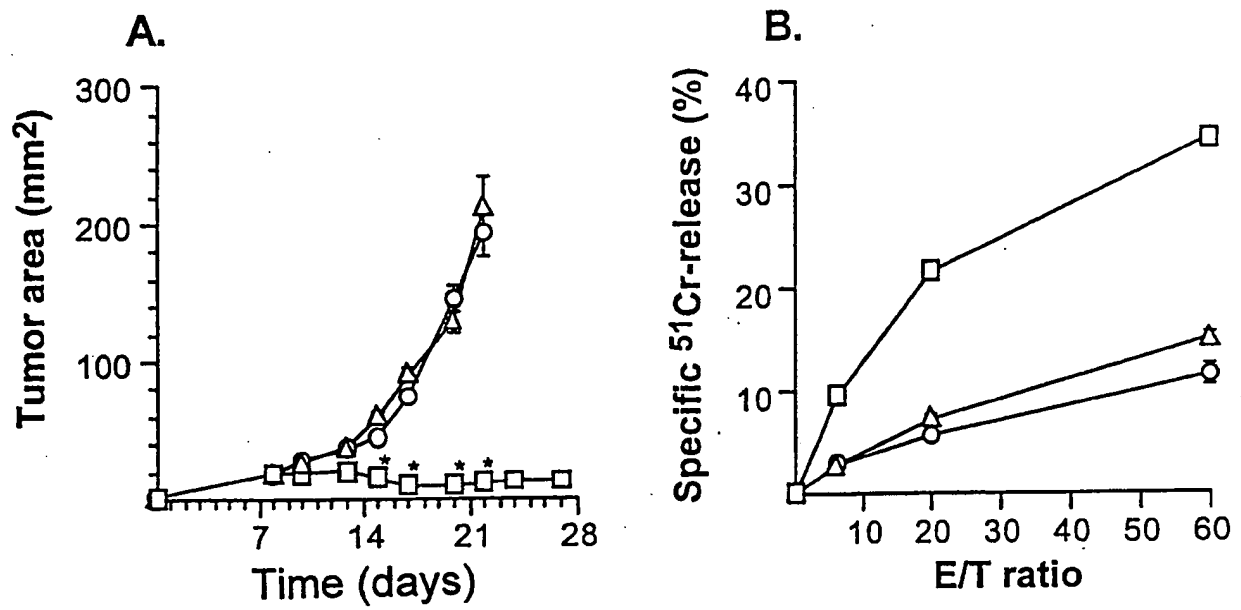 A.
Tumor area (mm²)
300
200
100
* * * *
7 14 21 28
Time (days)
B.
Specific ⁵¹Cr-release (%)
40
30
20
10
10 20 30 40 50 60
E/T ratio